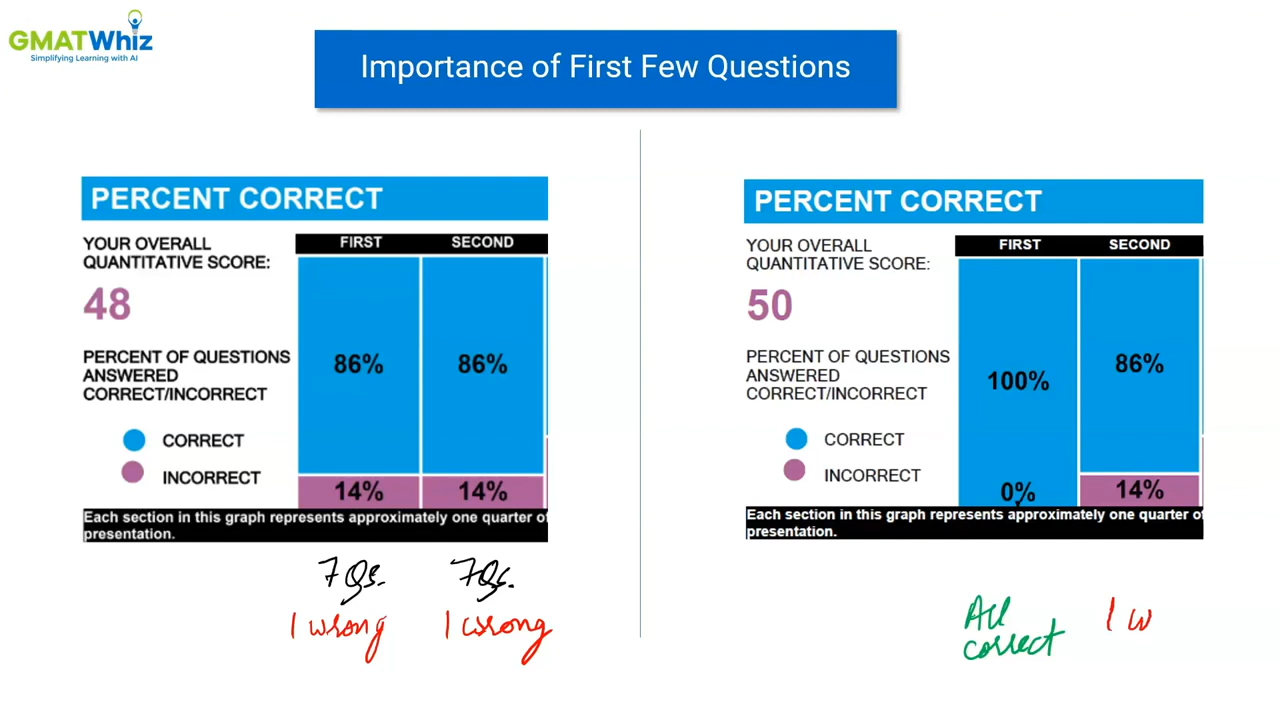 GMATWhiz
Simplifying Learning with AI
Importance of First Few Questions
PERCENT CORRECT
YOUR OVERALL
QUANTITATIVE SCORE:
48
PERCENT OF QUESTIONS
ANSWERED
CORRECT/INCORRECT
CORRECT
INCORRECT
FIRST SECOND
86% 86%
14% 14%
Each section in this graph represents approximately one quarter of
presentation.
7 Qs. 7 Qs.
1 wrong 1 wrong
PERCENT CORRECT
YOUR OVERALL
QUANTITATIVE SCORE:
50
PERCENT OF QUESTIONS
ANSWERED
CORRECT/INCORRECT
CORRECT
INCORRECT
FIRST SECOND
100% 86%
0% 14%
Each section in this graph represents approximately one quarter of
presentation.
All 1 w
correct